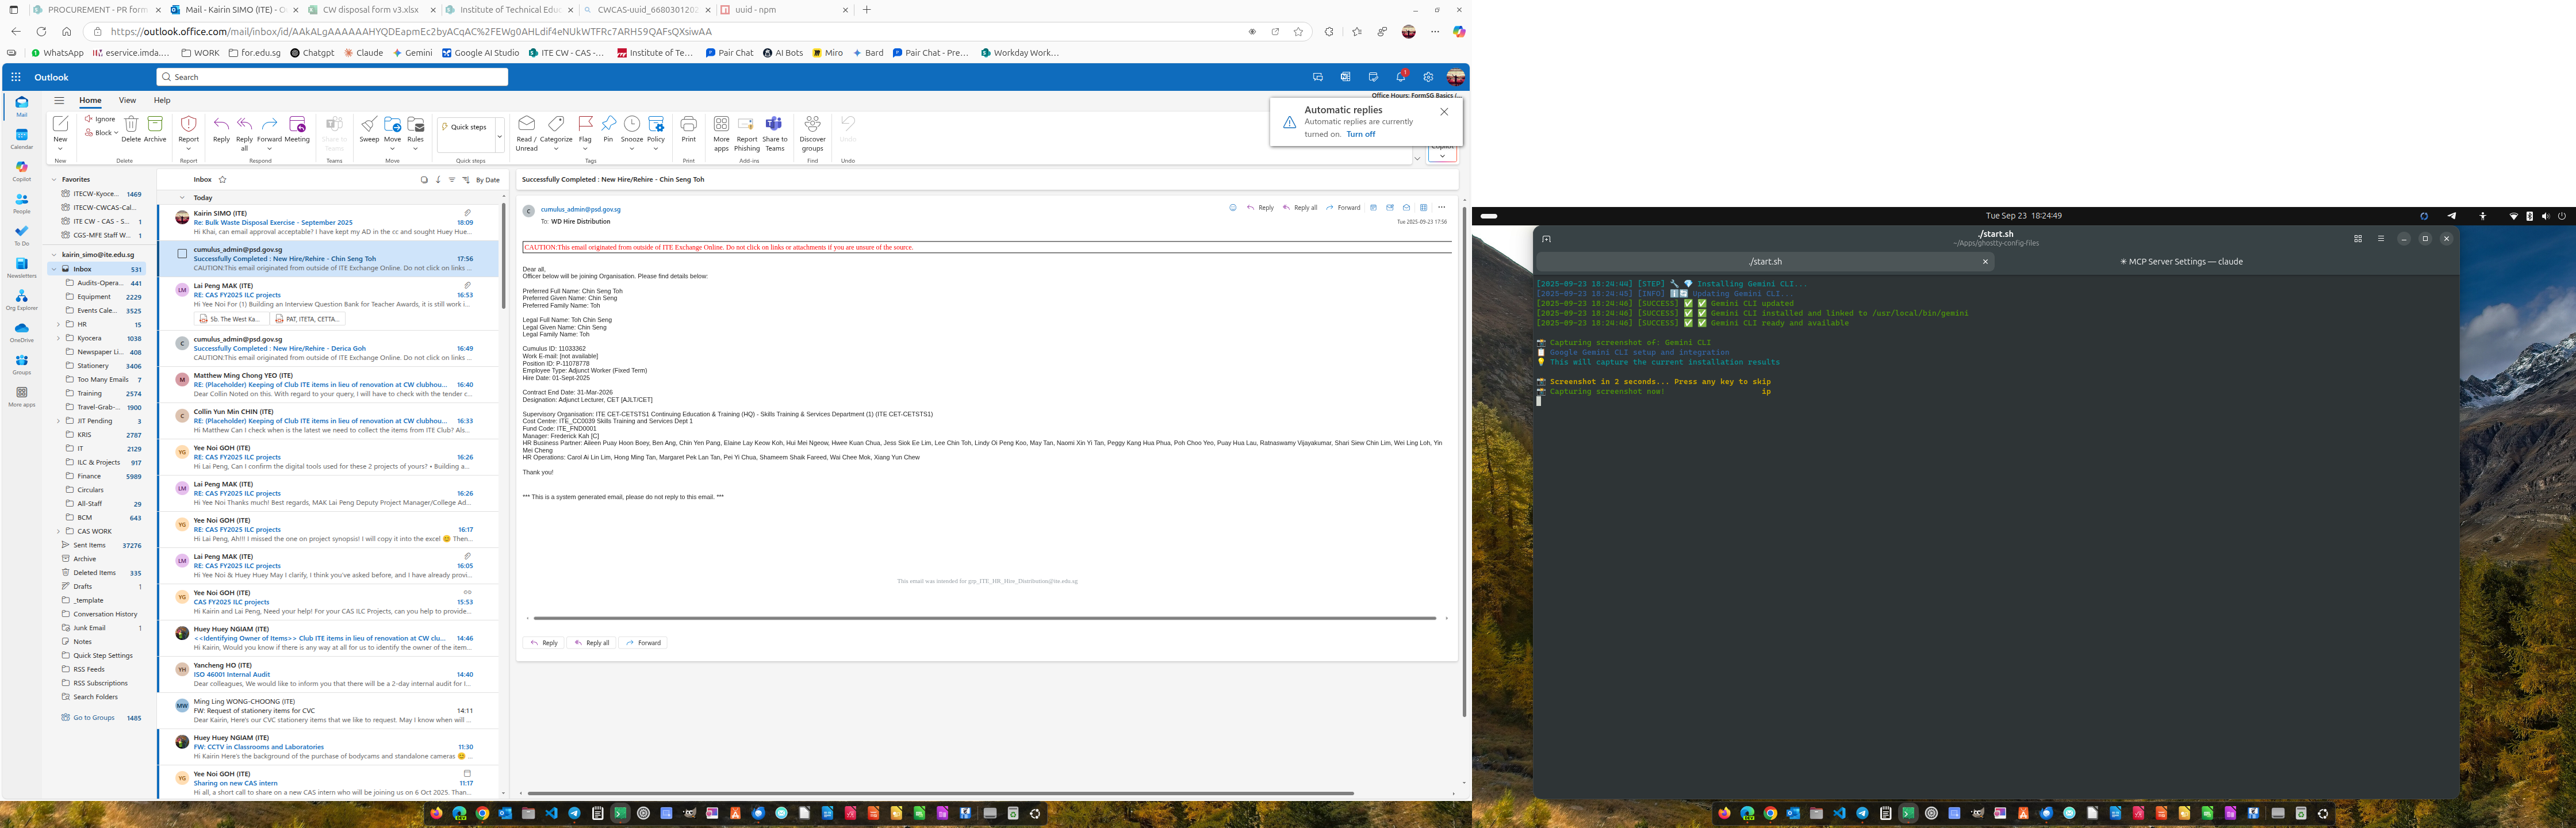 PROCUREMENT - PR form
Mail - Kairin SIMO (ITE) - O
CW disposal form v3.xlsx
Institute of Technical Educ
CWCAS-uuid_6680301202
uuid - npm
https://outlook.office.com/mail/inbox/id/AAkALgAAAAAAHYQDEapmEc2byACqAC%2FEWg0AHLdif4eNUkWTFRc7ARH59QAFsQXsiwAA
WhatsApp
eservice.imda....
WORK
for.edu.sg
Chatgpt
Claude
Gemini
Google AI Studio
ITE CW - CAS -...
Institute of Te...
Pair Chat
AI Bots
Miro
Bard
Pair Chat - Pre...
Workday Work...
Outlook
Search
Home View Help
Office Hours: FormSG Basics (...
Automatic replies
Automatic replies are currently
turned on. Turn off
New
Ignore
Block
Delete
Archive
Report
Reply
Reply all
Forward
Meeting
Share to Teams
Sweep
Move
Rules
Quick steps
Read / Unread
Categorize
Flag
Pin
Snooze
Policy
Print
More apps
Report Phishing
Share to Teams
Discover groups
Undo
Copilot
New
Delete
Report
Respond
Teams
Move
Quick steps
Tags
Print
Add-ins
Find
Undo
Mail
Calendar
Copilot
People
To Do
Newsletters
Org Explorer
OneDrive
Groups
More apps
Favorites
ITECW-Kyoce... 1469
ITECW-CWCAS-Cal...
ITE CW - CAS - S... 1
CGS-MFE Staff W... 1
kairin_simo@ite.edu.sg
Inbox 531
Audits-Opera... 441
Equipment 2229
Events Cale... 3525
HR 15
Kyocera 1038
Newspaper Li... 408
Stationery 3406
Too Many Emails 7
Training 2574
Travel-Grab-... 1900
JIT Pending 3
KRIS 2787
IT 2129
ILC & Projects 917
Finance 5989
Circulars
All-Staff 29
BCM 643
CAS WORK
Sent Items 37276
Archive
Deleted Items 335
Drafts 1
_template
Conversation History
Junk Email 1
Notes
Quick Step Settings
RSS Feeds
RSS Subscriptions
Search Folders
Go to Groups 1485
Inbox
By Date
Today
Kairin SIMO (ITE)
Re: Bulk Waste Disposal Exercise - September 2025 18:09
Hi Khai, can email approval acceptable? I have kept my AD in the cc and sought Huey Hue...
cumulus_admin@psd.gov.sg
Successfully Completed : New Hire/Rehire - Chin Seng Toh 17:56
CAUTION:This email originated from outside of ITE Exchange Online. Do not click on links ...
Lai Peng MAK (ITE)
RE: CAS FY2025 ILC projects 16:53
Hi Yee Noi For (1) Building an Interview Question Bank for Teacher Awards, it is still work i...
5b. The West Ka...
PAT, ITETA, CETTA...
cumulus_admin@psd.gov.sg
Successfully Completed : New Hire/Rehire - Derica Goh 16:49
CAUTION:This email originated from outside of ITE Exchange Online. Do not click on links ...
Matthew Ming Chong YEO (ITE)
RE: (Placeholder) Keeping of Club ITE items in lieu of renovation at CW clubhou... 16:40
Dear Collin Noted on this. With regard to your query, I will have to check with the tender c...
Collin Yun Min CHIN (ITE)
RE: (Placeholder) Keeping of Club ITE items in lieu of renovation at CW clubhou... 16:33
Hi Matthew Can I check when is the latest we need to collect the items from ITE Club? Als...
Yee Noi GOH (ITE)
RE: CAS FY2025 ILC projects 16:26
Hi Lai Peng, Can I confirm the digital tools used for these 2 projects of yours? • Building a...
Lai Peng MAK (ITE)
RE: CAS FY2025 ILC projects 16:26
Hi Yee Noi Thanks much! Best regards, MAK Lai Peng Deputy Project Manager/College Ad...
Yee Noi GOH (ITE)
RE: CAS FY2025 ILC projects 16:17
Hi Lai Peng, Ah!!! I missed the one on project synopsis! I will copy it into the excel 😊 Then...
Lai Peng MAK (ITE)
RE: CAS FY2025 ILC projects 16:05
Hi Yee Noi & Huey Huey May I clarify, I think you've asked before, and I have already provi...
Yee Noi GOH (ITE)
CAS FY2025 ILC projects 15:53
Hi Kairin and Lai Peng, Need your help! For your CAS ILC Projects, can you help to provide...
Huey Huey NGIAM (ITE)
<<Identifying Owner of Items>> Club ITE items in lieu of renovation at CW clu... 14:46
Hi Kairin, Would you know if there is any way at all for us to identify the owner of the item...
Yancheng HO (ITE)
ISO 46001 Internal Audit 14:40
Dear colleagues, We would like to inform you that there will be a 2-day internal audit for I...
Ming Ling WONG-CHOONG (ITE)
FW: Request of stationery items for CVC 14:11
Dear Kairin, Here's our CVC stationery items that we like to request. May I know when will ...
Huey Huey NGIAM (ITE)
FW: CCTV in Classrooms and Laboratories 11:30
Hi Kairin Here's the background of the purchase of bodycams and standalone cameras 😊 ...
Yee Noi GOH (ITE)
Sharing on new CAS intern 11:17
Hi all, a short call to share on a new CAS intern who will be joining us on 6 Oct 2025. Than...
Successfully Completed : New Hire/Rehire - Chin Seng Toh
cumulus_admin@psd.gov.sg
To: WD Hire Distribution
Reply Reply all Forward
Tue 2025-09-23 17:56
CAUTION:This email originated from outside of ITE Exchange Online. Do not click on links or attachments if you are unsure of the source.
Dear all,
Officer below will be joining Organisation. Please find details below:
Preferred Full Name: Chin Seng Toh
Preferred Given Name: Chin Seng
Preferred Family Name: Toh
Legal Full Name: Toh Chin Seng
Legal Given Name: Chin Seng
Legal Family Name: Toh
Cumulus ID: 11033362
Work E-mail: [not available]
Position ID: P-11078778
Employee Type: Adjunct Worker (Fixed Term)
Hire Date: 01-Sept-2025
Contract End Date: 31-Mar-2026
Designation: Adjunct Lecturer, CET [AJLT/CET]
Supervisory Organisation: ITE CET-CETSTS1 Continuing Education & Training (HQ) - Skills Training & Services Department (1) (ITE CET-CETSTS1)
Cost Centre: ITE_CC0039 Skills Training and Services Dept 1
Fund Code: ITE_FND0001
Manager: Frederick Kah [C]
HR Business Partner: Aileen Puay Hoon Boey, Ben Ang, Chin Yen Pang, Elaine Lay Keow Koh, Hui Mei Ngeow, Hwee Kuan Chua, Jess Siok Ee Lim, Lee Chin Toh, Lindy Oi Peng Koo, May Tan, Naomi Xin Yi Tan, Peggy Kang Hua Phua, Poh Choo Yeo, Puay Hua Lau, Ratnaswamy Vijayakumar, Shari Siew Chin Lim, Wei Ling Loh, Yin
Mei Cheng
HR Operations: Carol Ai Lin Lim, Hong Ming Tan, Margaret Pek Lan Tan, Pei Yi Chua, Shameem Shaik Fareed, Wai Chee Mok, Xiang Yun Chew
Thank you!
*** This is a system generated email, please do not reply to this email. ***
This email was intended for grp_ITE_HR_Hire_Distribution@ite.edu.sg
Reply Reply all Forward
Tue Sep 23 18:24:49
./start.sh
~/Apps/ghostty-config-files
./start.sh
✳ MCP Server Settings — claude
[2025-09-23 18:24:44] [STEP] 🔧 💎 Installing Gemini CLI...
[2025-09-23 18:24:45] [INFO] ℹ️🔄 Updating Gemini CLI...
[2025-09-23 18:24:46] [SUCCESS] ✅ ✅ Gemini CLI updated
[2025-09-23 18:24:46] [SUCCESS] ✅ ✅ Gemini CLI installed and linked to /usr/local/bin/gemini
[2025-09-23 18:24:46] [SUCCESS] ✅ ✅ Gemini CLI ready and available
📸 Capturing screenshot of: Gemini CLI
📋 Google Gemini CLI setup and integration
💡 This will capture the current installation results
📸 Screenshot in 2 seconds... Press any key to skip
📸 Capturing screenshot now! ip